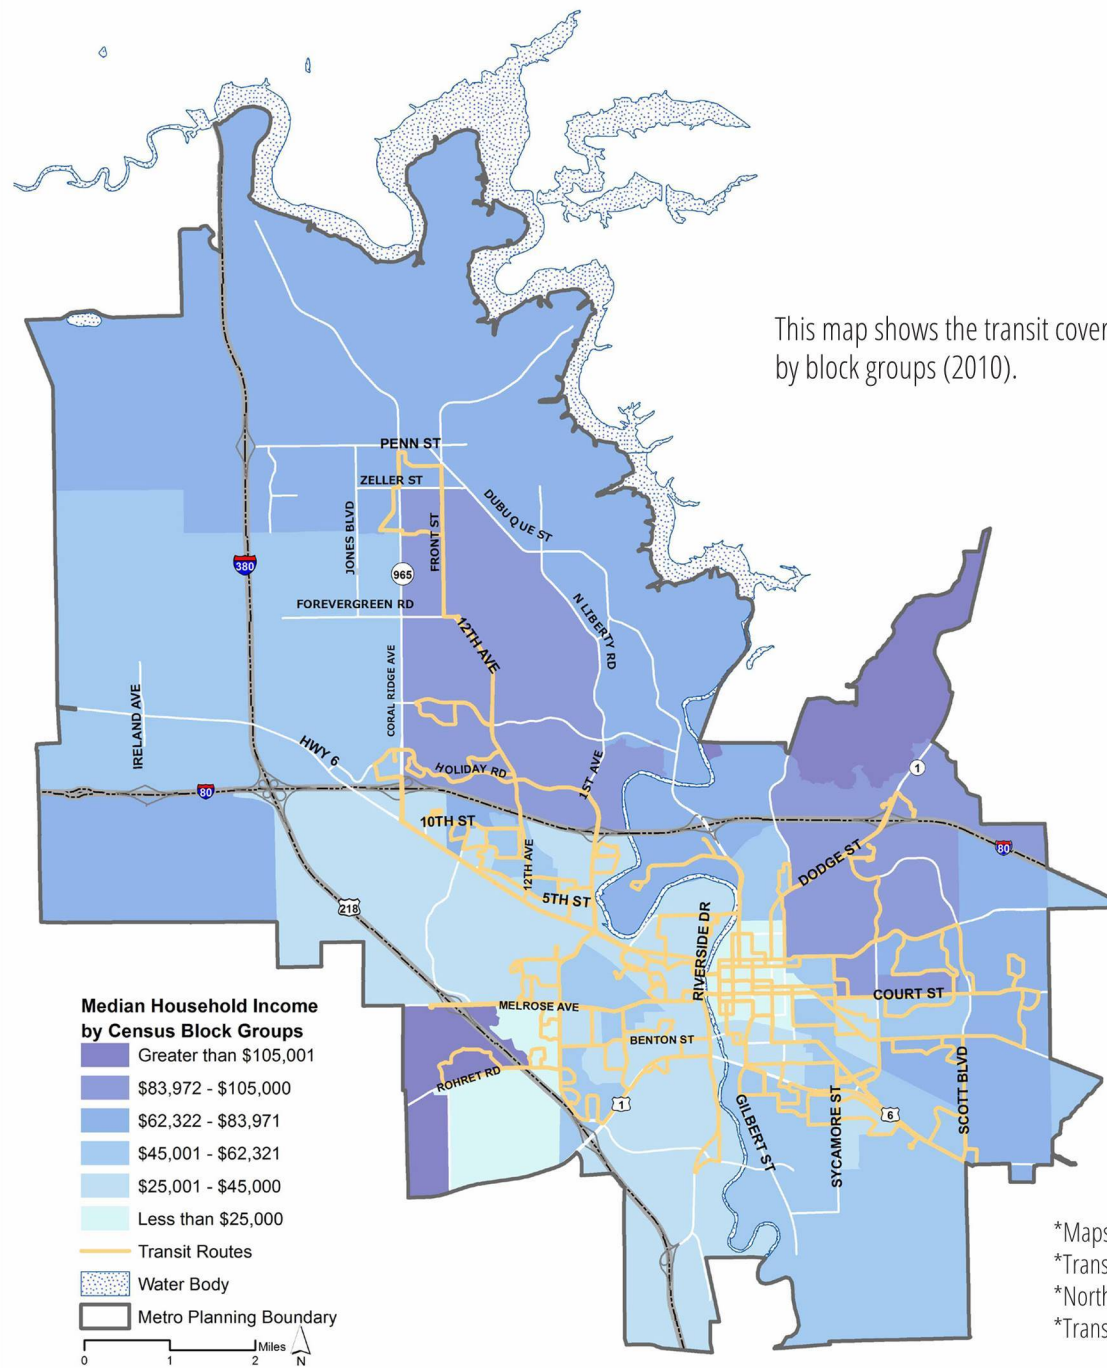 This map shows the transit cover
by block groups (2010).
PENN ST
ZELLER ST
DUBUQUE ST
JONES BLVD
FRONT ST
380
965
FOREVERGREEN RD
N LIBERTY RD
12TH AVE
CORAL RIDGE AVE
IRELAND AVE
HWY 6
HOLIDAY RD
1ST AVE
1
80
10TH ST
80
DODGE ST
12TH AVE
5TH ST
218
RIVERSIDE DR
COURT ST
MELROSE AVE
BENTON ST
ROHRET RD
1
GILBERT ST
SYCAMORE ST
6
SCOTT BLVD
Median Household Income
by Census Block Groups
Greater than $105,001
$83,972 - $105,000
$62,322 - $83,971
$45,001 - $62,321
$25,001 - $45,000
Less than $25,000
Transit Routes
Water Body
Metro Planning Boundary
Miles
0 1 2
N
*Maps
*Trans
*North
*Trans